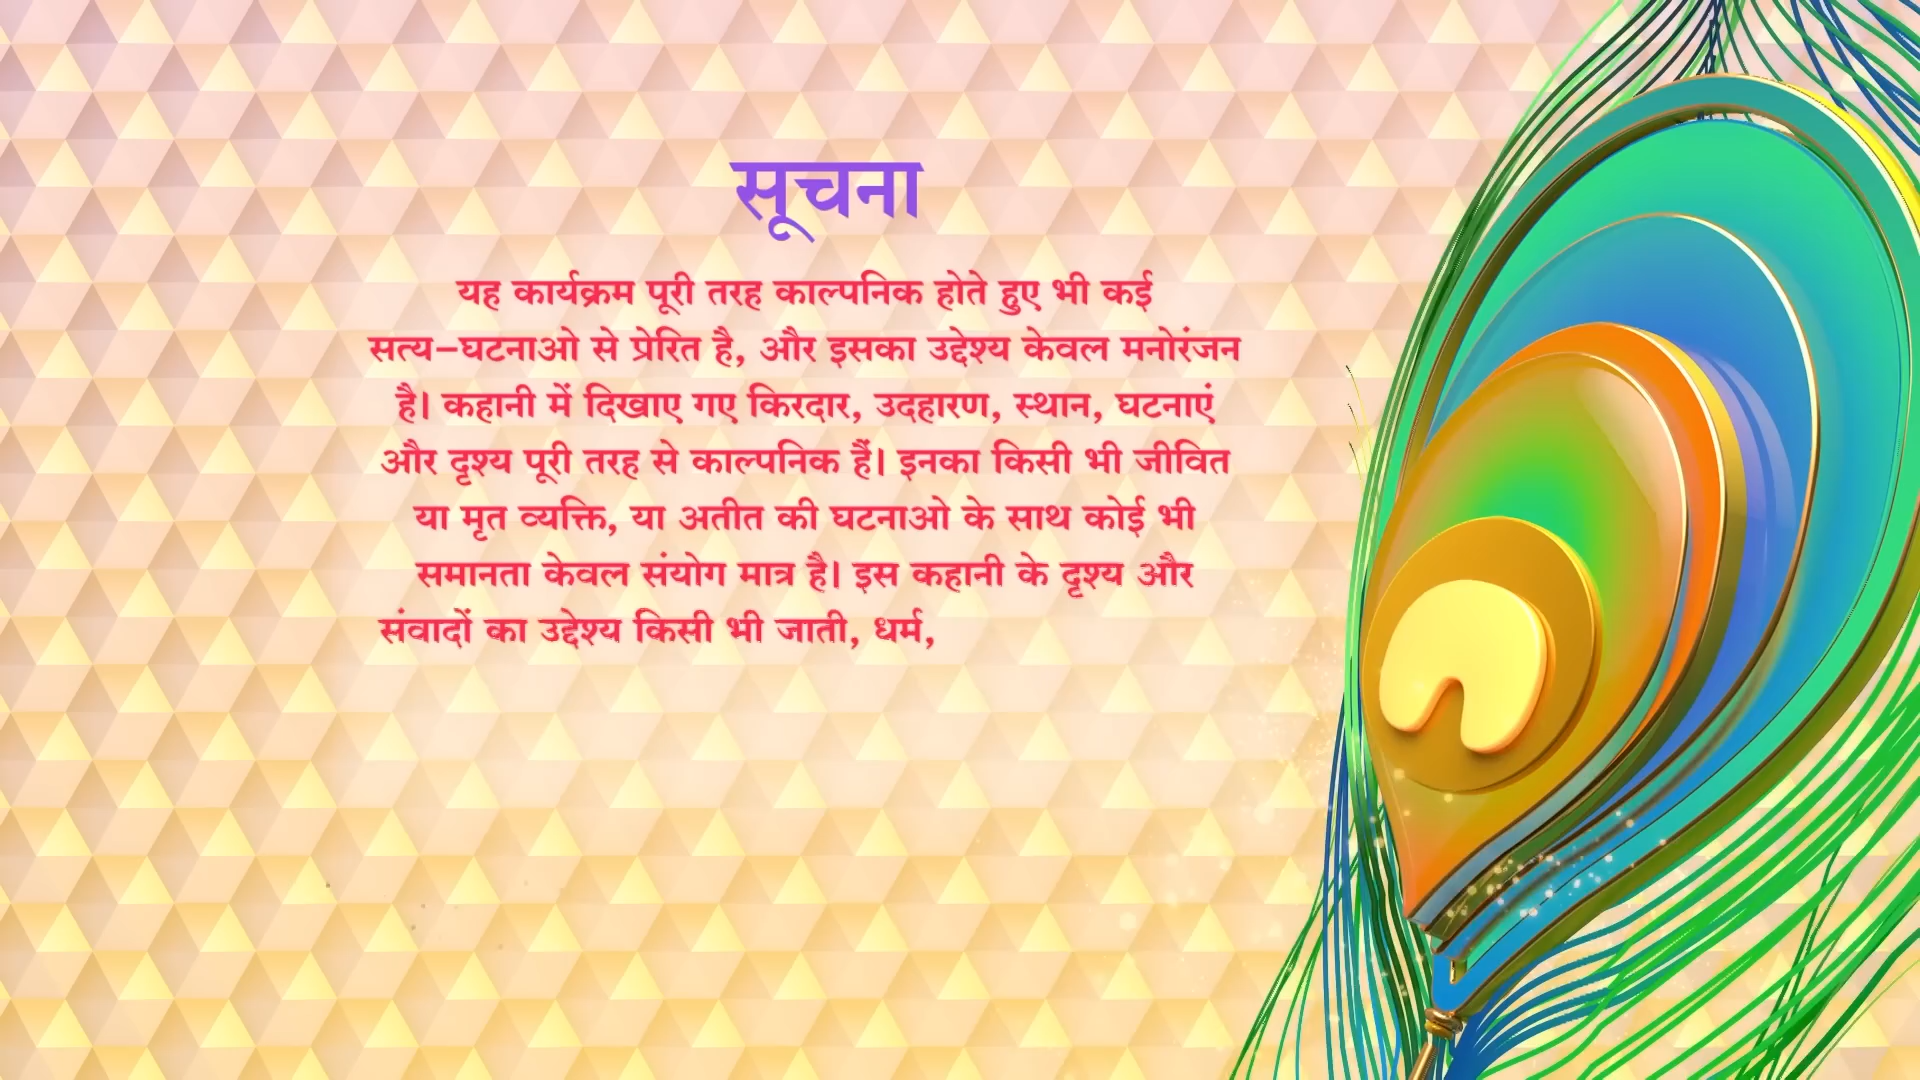 सूचना
यह कार्यक्रम पूरी तरह काल्पनिक होते हुए भी कई
सत्य-घटनाओ से प्रेरित है, और इसका उद्देश्य केवल मनोरंजन
है। कहानी में दिखाए गए किरदार, उदहारण, स्थान, घटनाएं
और दृश्य पूरी तरह से काल्पनिक हैं। इनका किसी भी जीवित
या मृत व्यक्ति, या अतीत की घटनाओ के साथ कोई भी
समानता केवल संयोग मात्र है। इस कहानी के दृश्य और
संवादों का उद्देश्य किसी भी जाती, धर्म,